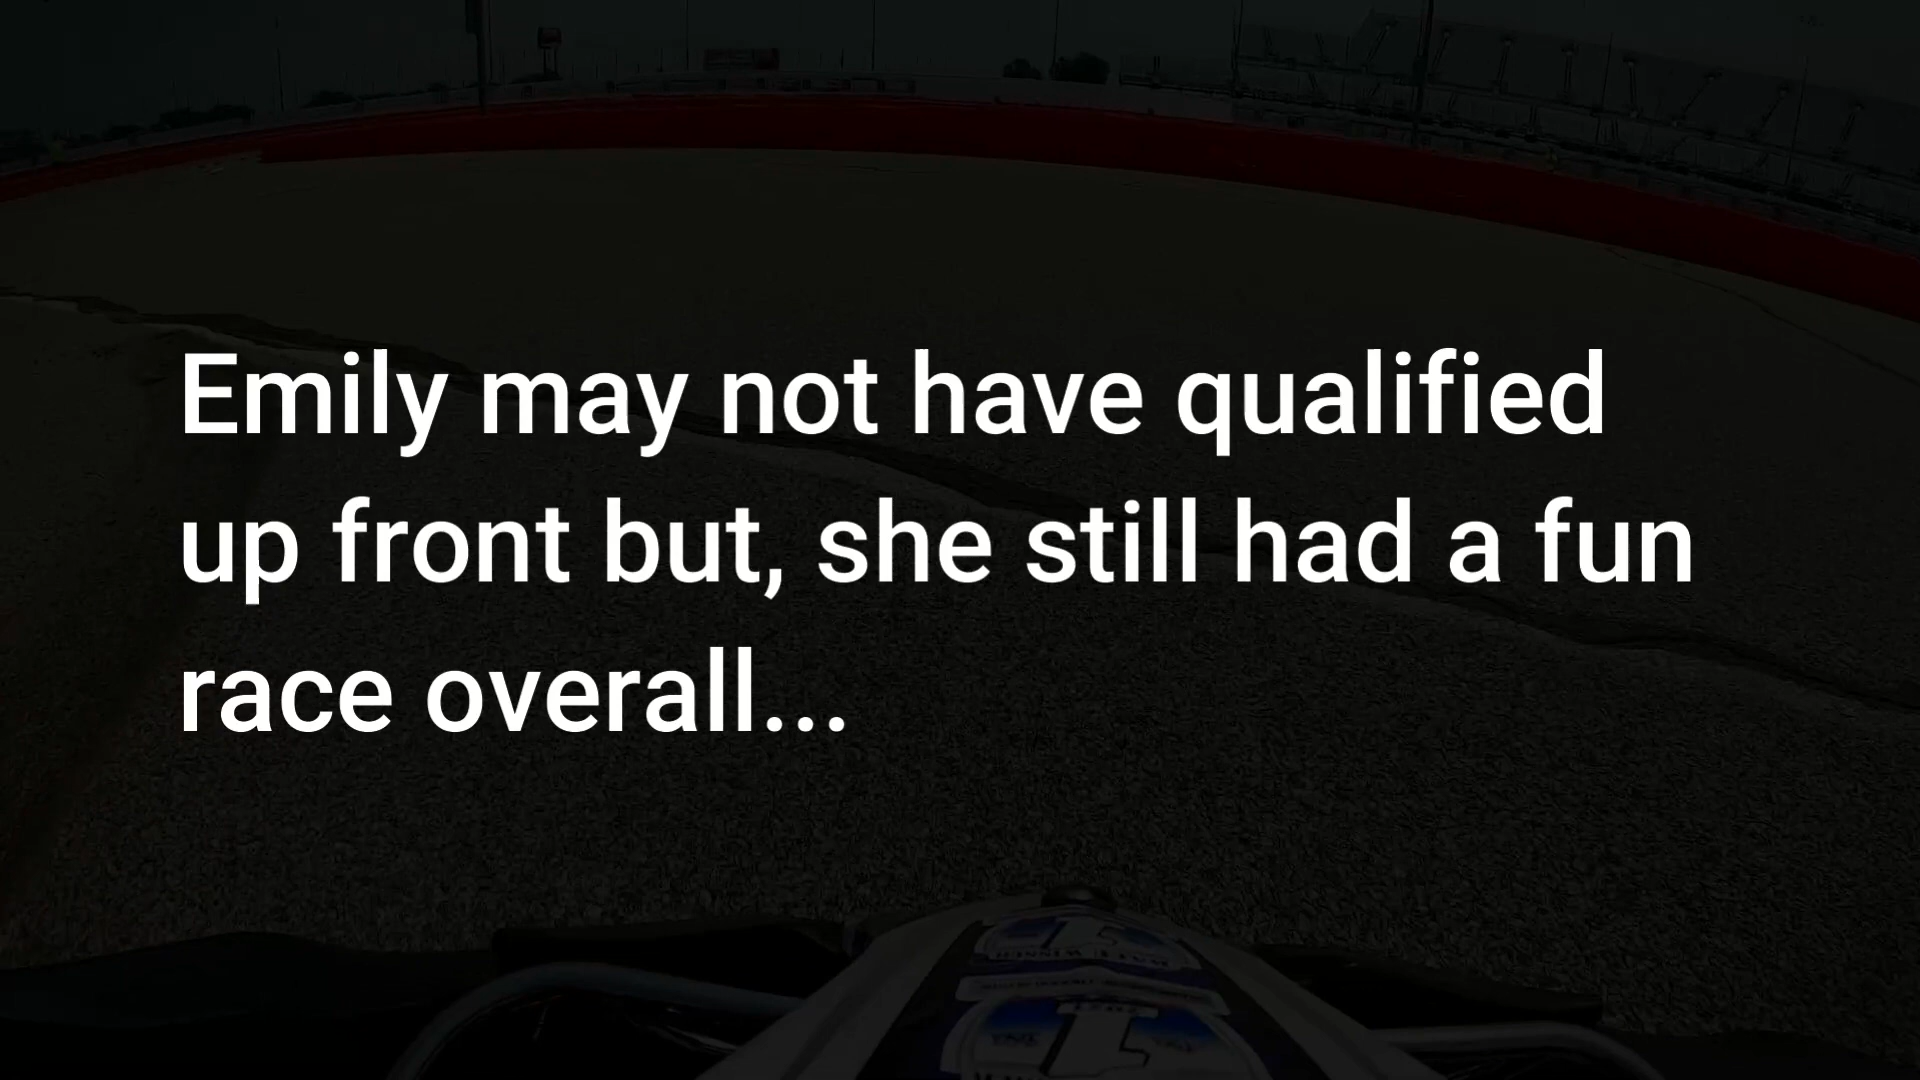 Emily may not have qualified
up front but, she still had a fun
race overall...